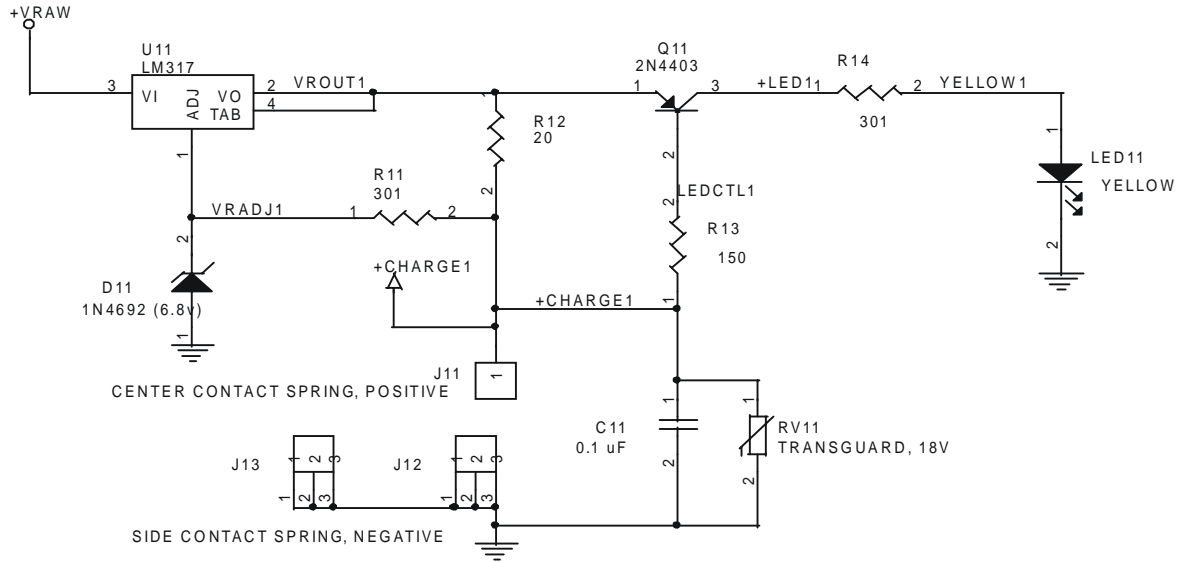 +VRAW
U11
LM317
3
VI
ADJ
VO
TAB
2
4
VROUT1
1
Q11
2N4403
1
3
+LED1
1
R14
2
301
YELLOW1
1
LED11
YELLOW
2
R12
20
2
2
LEDCTL1
2
R13
150
1
R11
301
1
2
VRADJ1
2
D11
1N4692 (6.8v)
1
+CHARGE1
+CHARGE1
J11
1
CENTER CONTACT SPRING, POSITIVE
1
C11
0.1 uF
2
1
RV11
TRANSGUARD, 18V
2
J13
1
2
3
1
2
3
J12
1
2
3
1
2
3
SIDE CONTACT SPRING, NEGATIVE